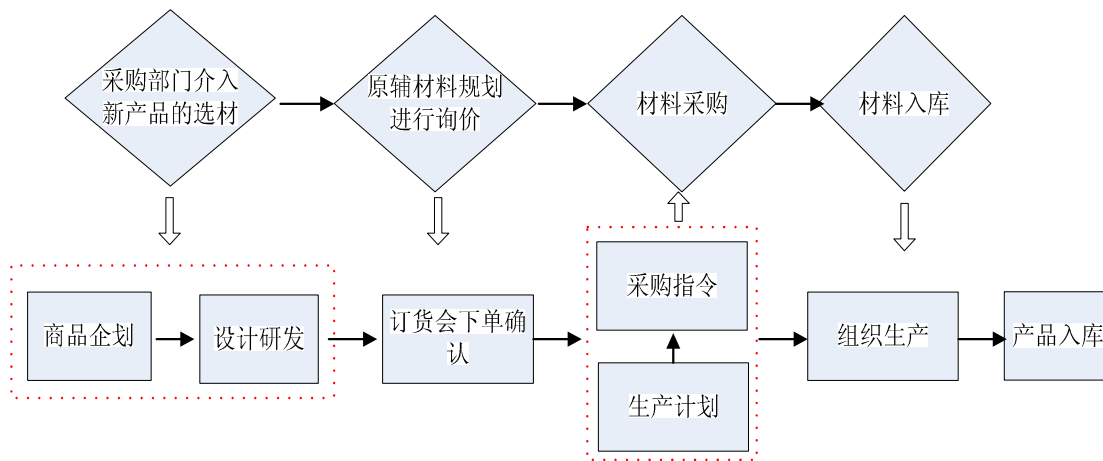 采购部门介入
新产品的选材
原辅材料规划
进行询价
材料采购
材料入库
商品企划
设计研发
订货会下单确
认
采购指令
生产计划
组织生产
产品入库